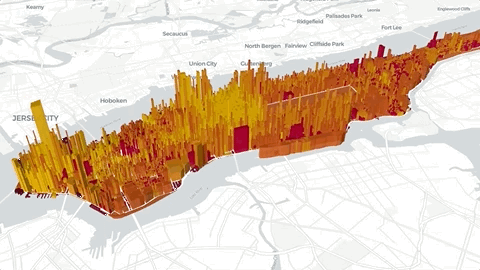 Kearny
Secaucus
Ridgefield
Palisades Park
Leonia
Englewood Cliffs
Fort Lee
North Bergen
Fairview
Cliffside Park
Union City
Guttenberg
Hoboken
JERSEY CITY